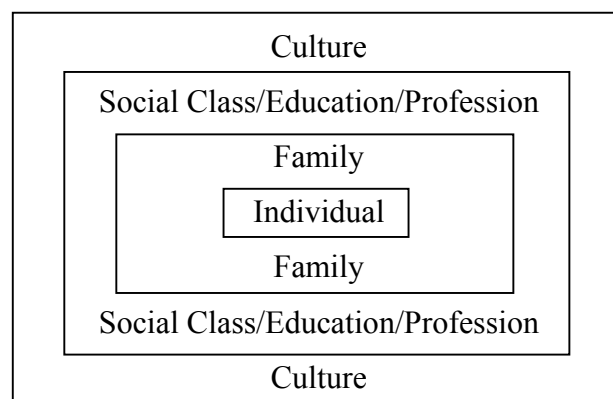 Culture
Social Class/Education/Profession
Family
Individual
Family
Social Class/Education/Profession
Culture